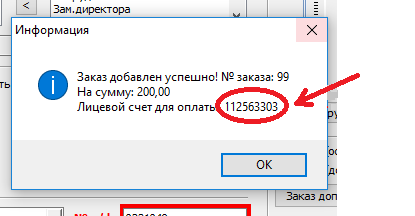 Зам.директора
Информация
Заказ добавлен успешно! № заказа: 99
На сумму: 200,00
Лицевой счет для оплаты: 112563303
OK
Заказ доп